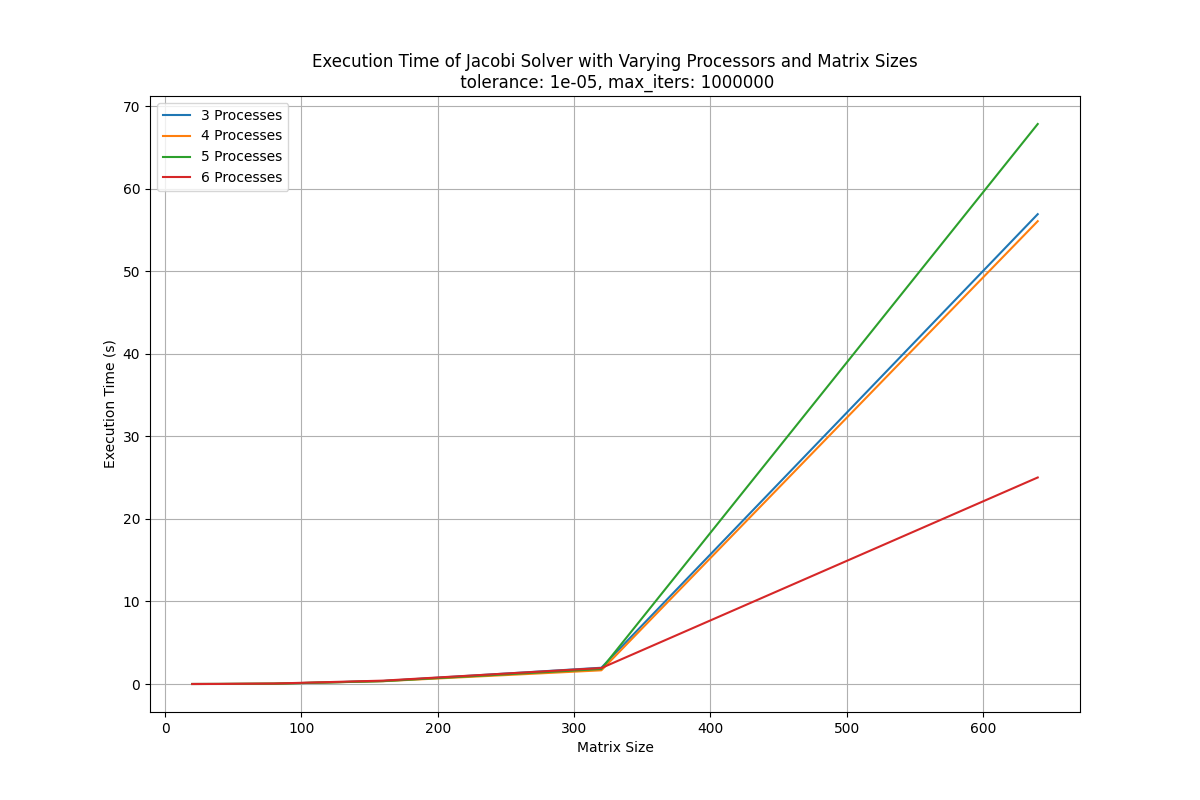 Execution Time of Jacobi Solver with Varying Processors and Matrix Sizes
tolerance: 1e-05, max_iters: 1000000
3 Processes
4 Processes
5 Processes
6 Processes
70
60
50
40
30
20
10
0
Execution Time (s)
0 100 200 300 400 500 600
Matrix Size